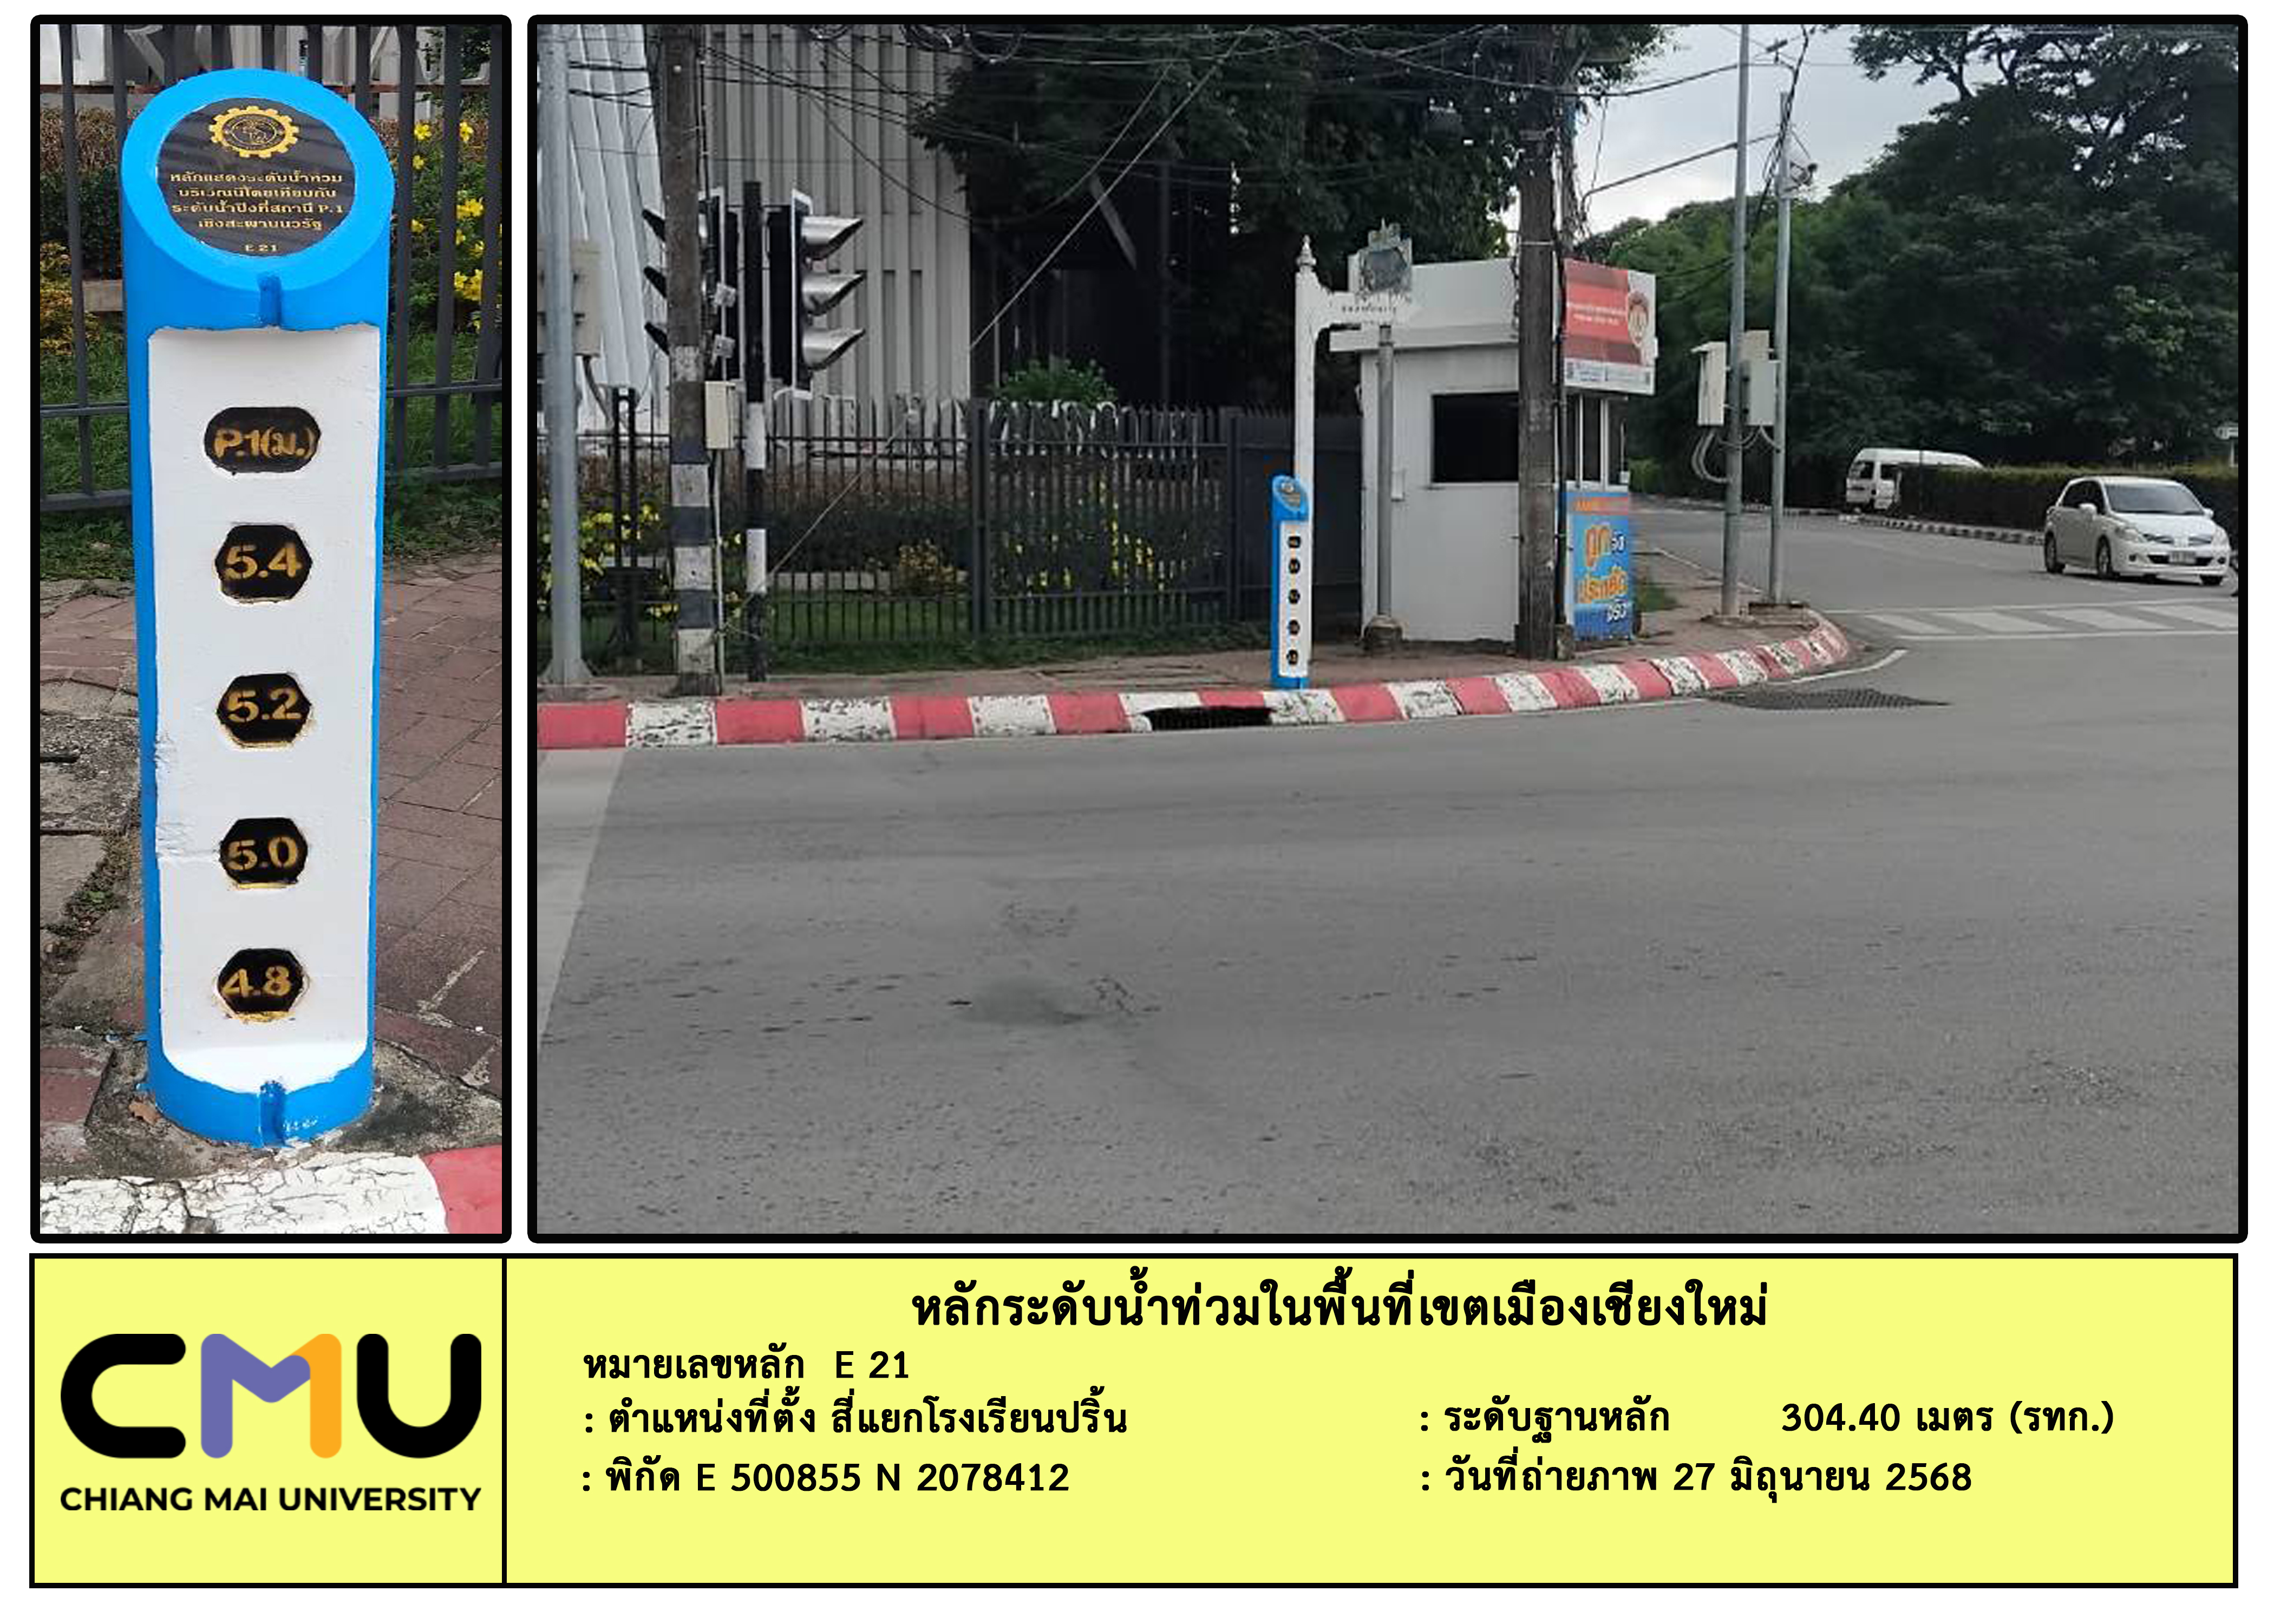 หลักแสดงระดับน้ำท่วม
บริเวณนี้โดยเทียบกับ
ระดับน้ำปิงที่สถานี P.1
เชิงสะพานนวรัฐ
E 21
P.1(ม.)
5.4
5.2
5.0
4.8
ถูก
ประหยัด
CMU
CHIANG MAI UNIVERSITY
หลักระดับน้ำท่วมในพื้นที่เขตเมืองเชียงใหม่
หมายเลขหลัก E 21
: ตำแหน่งที่ตั้ง สี่แยกโรงเรียนปริ้น
: ระดับฐานหลัก 304.40 เมตร (รทก.)
: พิกัด E 500855 N 2078412
: วันที่ถ่ายภาพ 27 มิถุนายน 2568